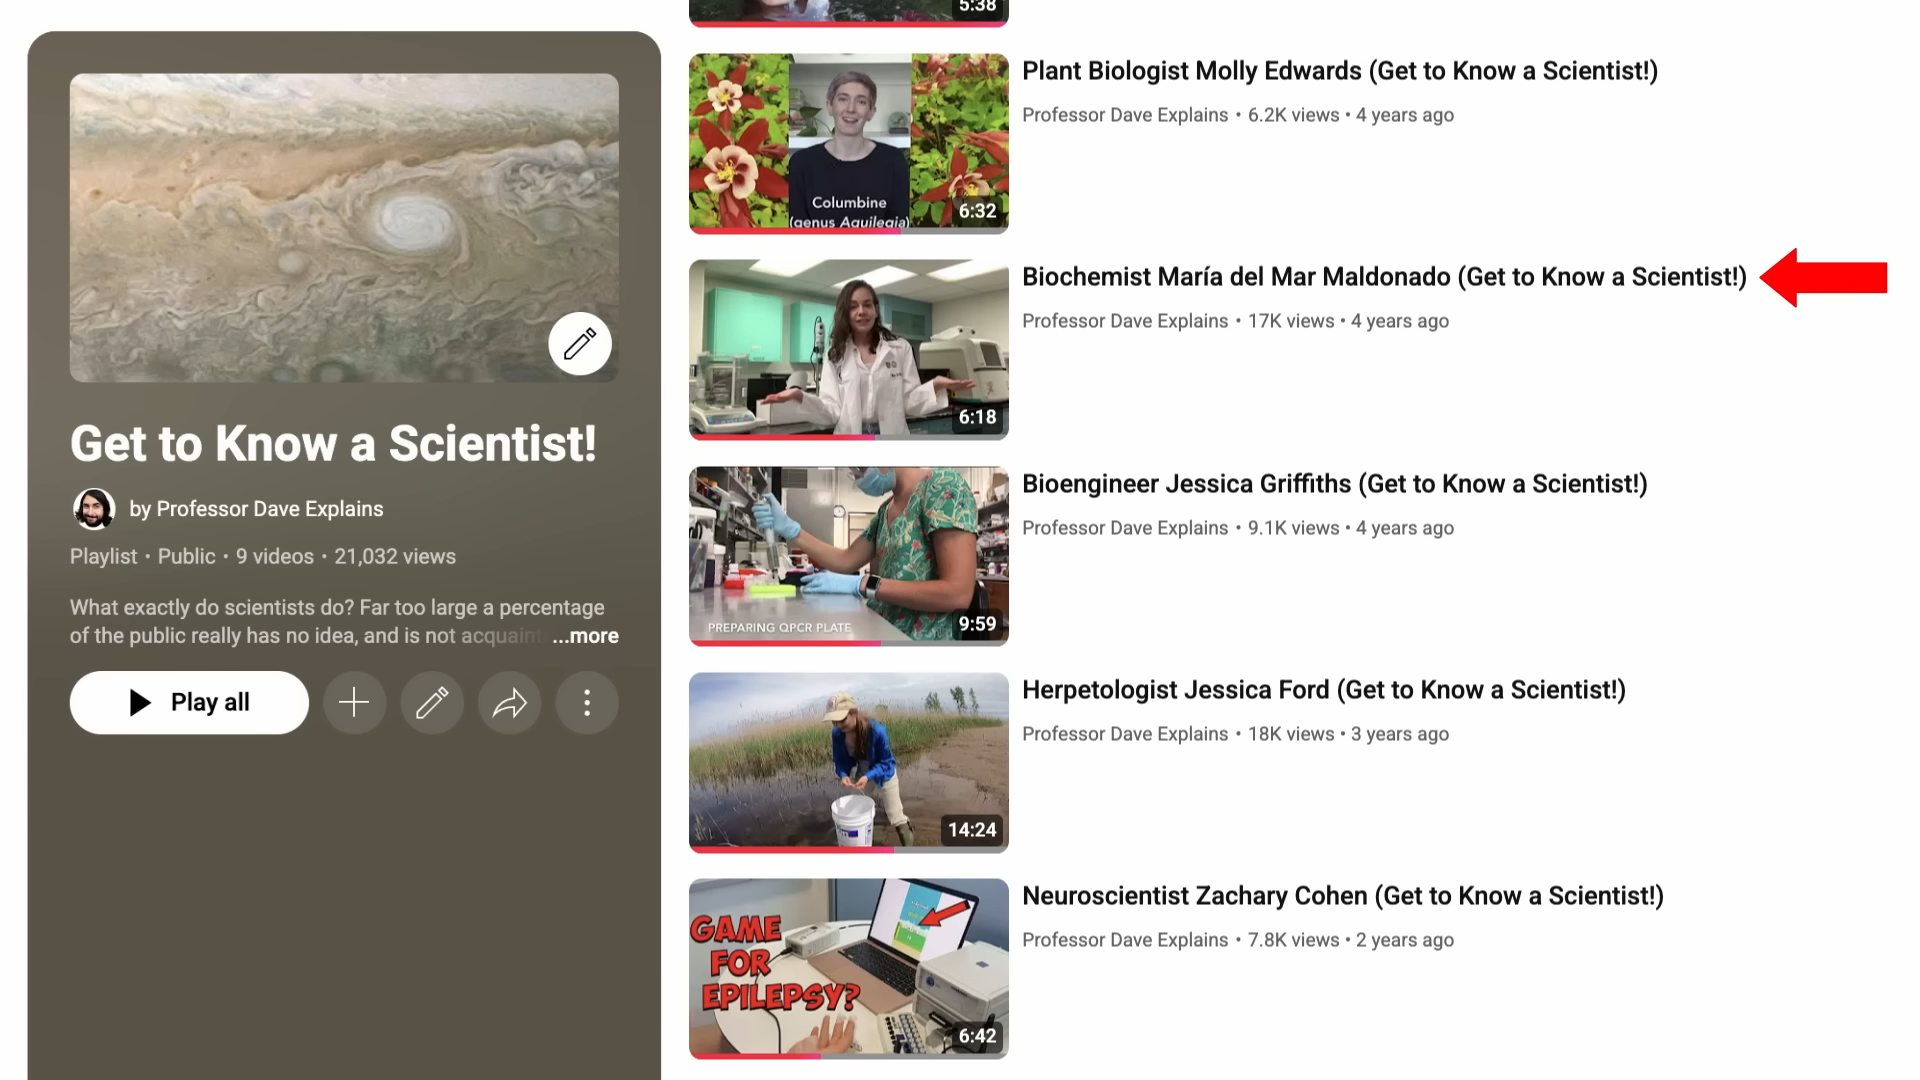 Get to Know a Scientist!
by Professor Dave Explains
Playlist • Public • 9 videos • 21,032 views
What exactly do scientists do? Far too large a percentage
of the public really has no idea, and is not acquaint ...more
Play all
5:38
Columbine
(genus Aquilegia)
6:32
Plant Biologist Molly Edwards (Get to Know a Scientist!)
Professor Dave Explains • 6.2K views • 4 years ago
6:18
Biochemist María del Mar Maldonado (Get to Know a Scientist!)
Professor Dave Explains • 17K views • 4 years ago
PREPARING QPCR PLATE
9:59
Bioengineer Jessica Griffiths (Get to Know a Scientist!)
Professor Dave Explains • 9.1K views • 4 years ago
14:24
Herpetologist Jessica Ford (Get to Know a Scientist!)
Professor Dave Explains • 18K views • 3 years ago
GAME
FOR
EPILEPSY?
6:42
Neuroscientist Zachary Cohen (Get to Know a Scientist!)
Professor Dave Explains • 7.8K views • 2 years ago